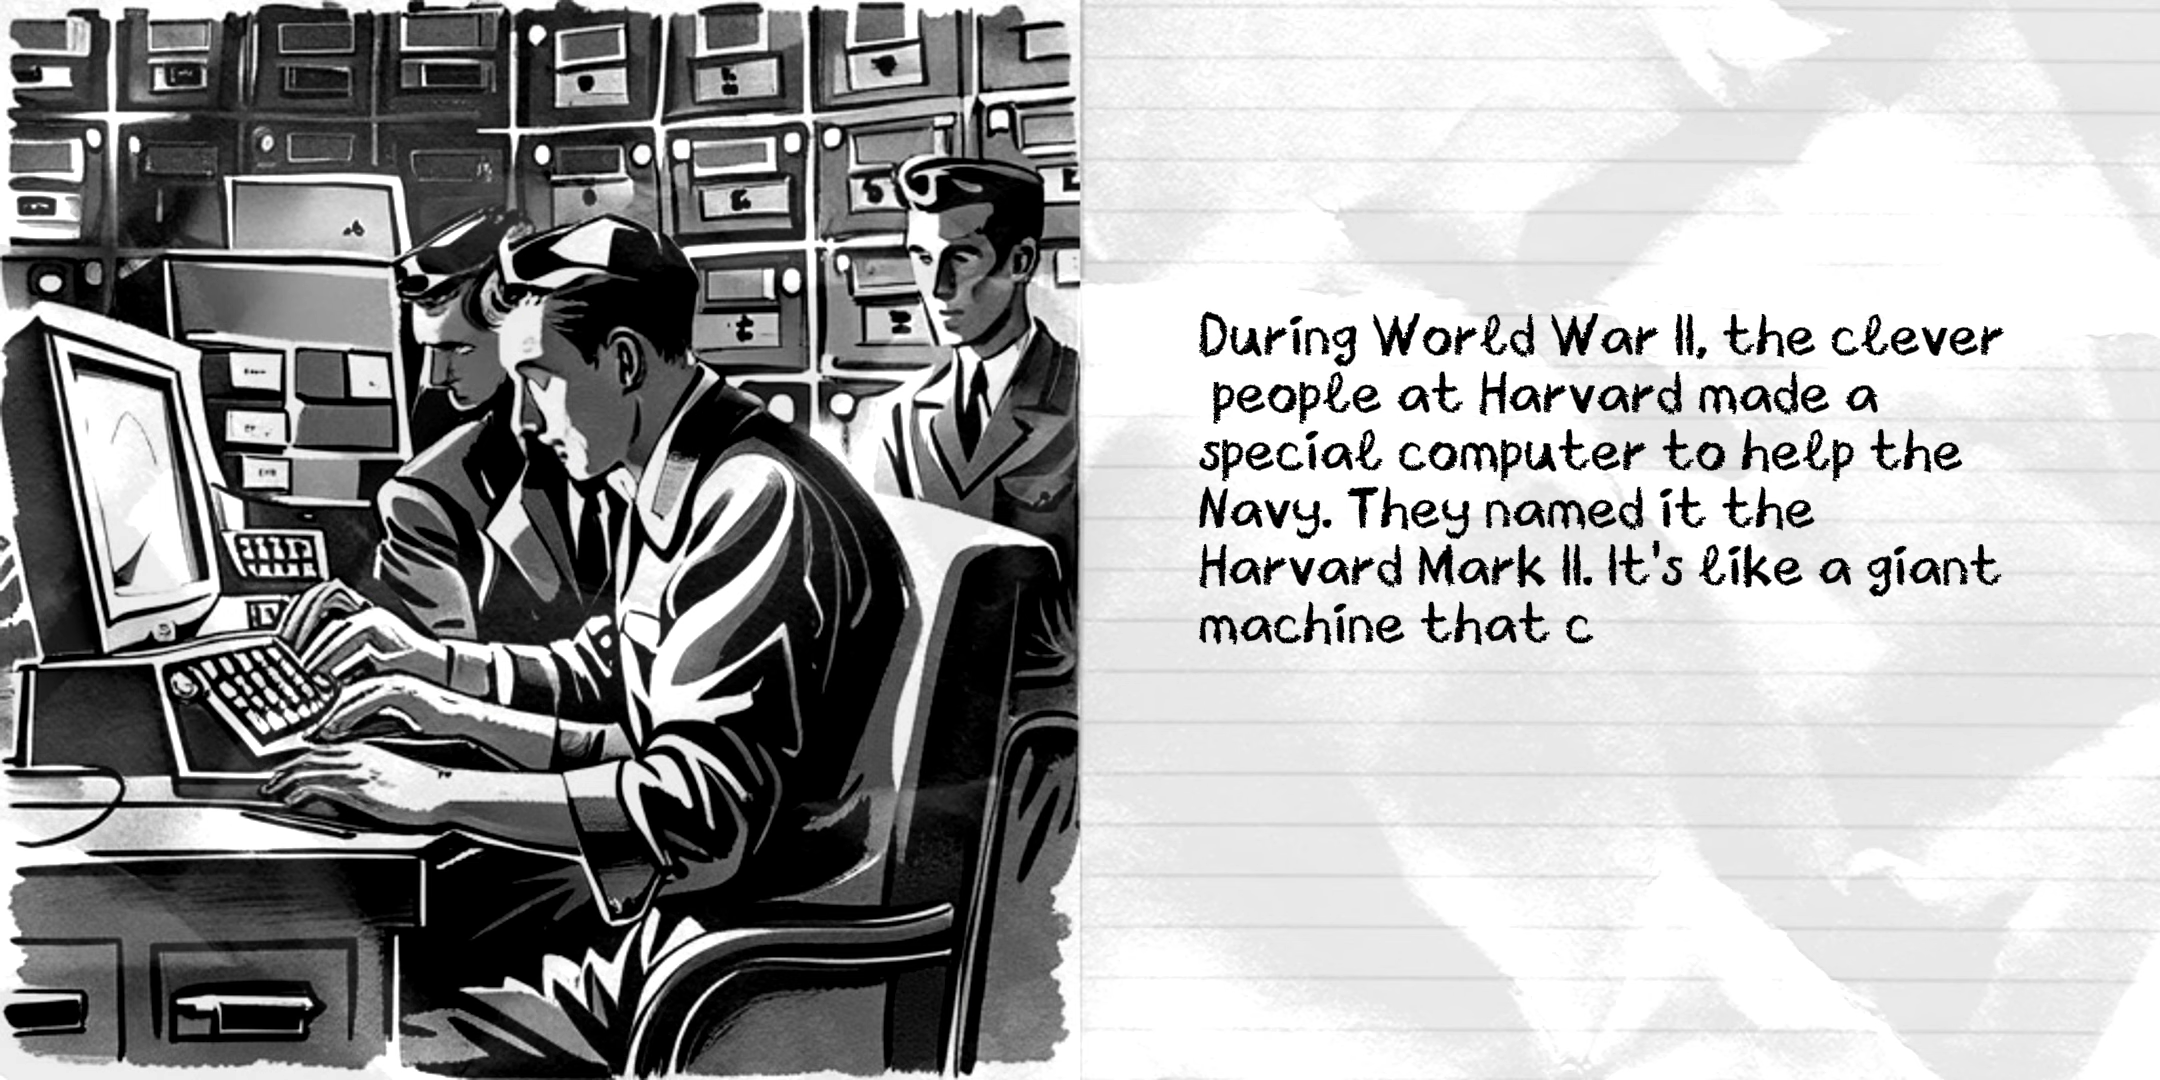 During World War II, the clever
people at Harvard made a
special computer to help the
Navy. They named it the
Harvard Mark II. It's like a giant
machine that c